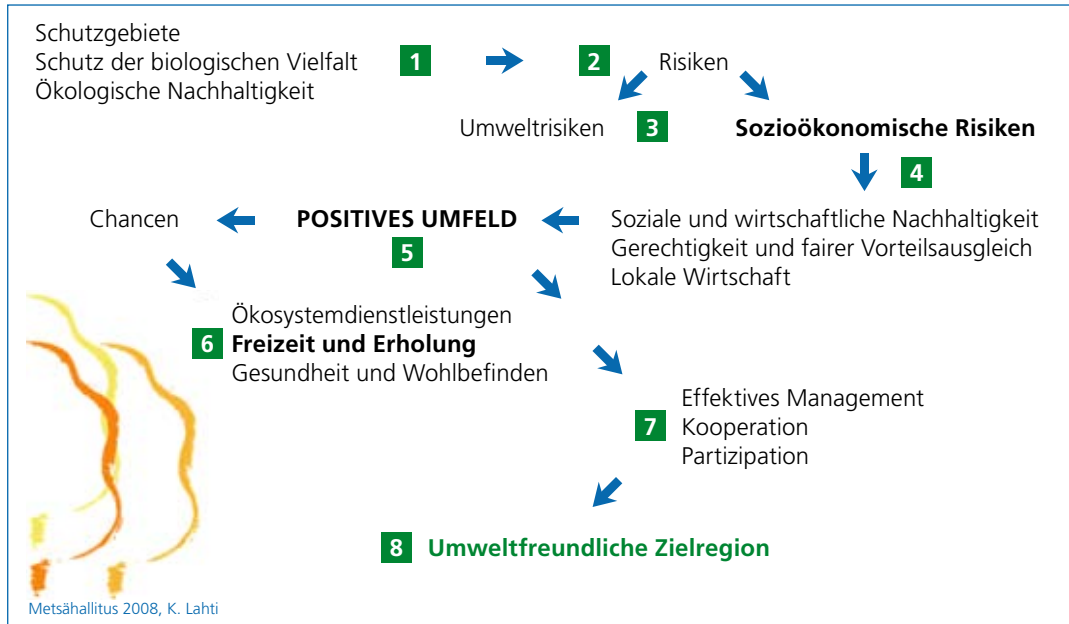 Schutzgebiete
Schutz der biologischen Vielfalt
Ökologische Nachhaltigkeit
1
2 Risiken
Umweltrisiken 3
Sozioökonomische Risiken
4
Chancen
POSITIVES UMFELD
5
Soziale und wirtschaftliche Nachhaltigkeit
Gerechtigkeit und fairer Vorteilsausgleich
Lokale Wirtschaft
6
Ökosystemdienstleistungen
Freizeit und Erholung
Gesundheit und Wohlbefinden
7
Effektives Management
Kooperation
Partizipation
8 Umweltfreundliche Zielregion
Metsähallitus 2008, K. Lahti